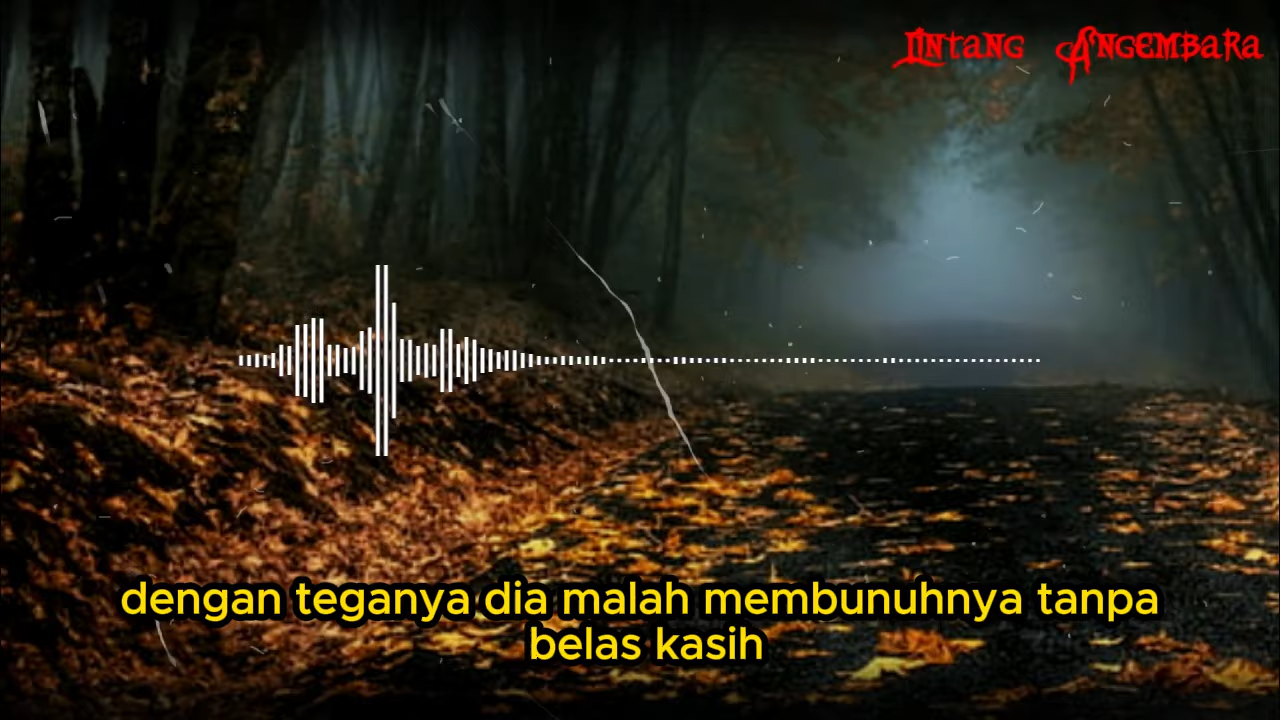 Lintang Angembara
dengan teganya dia malah membunuhnya tanpa
belas kasih